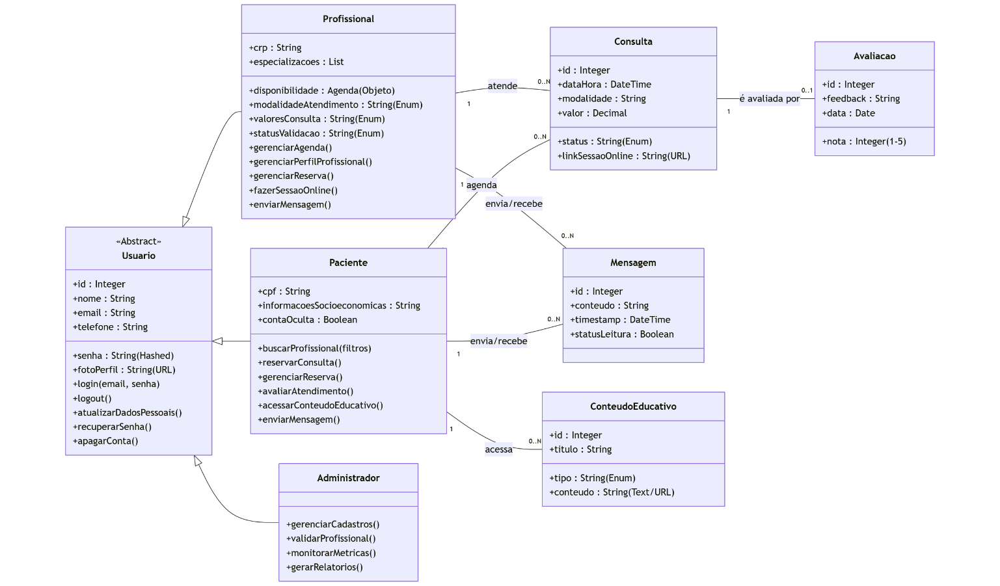 Profissional
+crp : String
+especializacoes : List
+disponibilidade : Agenda(Objeto)
+modalidadeAtendimento : String(Enum)
+valoresConsulta : String(Enum)
+statusValidacao : String(Enum)
+gerenciarAgenda()
+gerenciarPerfilProfissional()
+gerenciarReserva()
+fazerSessaoOnline()
+enviarMensagem()
atende
1
0..N
Consulta
+id : Integer
+dataHora : DateTime
+modalidade : String
+valor : Decimal
+status : String(Enum)
+linkSessaoOnline : String(URL)
é avaliada por
1
0..1
Avaliacao
+id : Integer
+feedback : String
+data : Date
+nota : Integer(1-5)
0..N
1
agenda
envia/recebe
0..N
«Abstract»
Usuario
+id : Integer
+nome : String
+email : String
+telefone : String
+senha : String(Hashed)
+fotoPerfil : String(URL)
+login(email, senha)
+logout()
+atualizarDadosPessoais()
+recuperarSenha()
+apagarConta()
Paciente
+cpf : String
+informacoesSocioeconomicas : String
+contaOculta : Boolean
+buscarProfissional(filtros)
+reservarConsulta()
+gerenciarReserva()
+avaliarAtendimento()
+acessarConteudoEducativo()
+enviarMensagem()
envia/recebe
1
0..N
Mensagem
+id : Integer
+conteudo : String
+timestamp : DateTime
+statusLeitura : Boolean
1
acessa
0..N
ConteudoEducativo
+id : Integer
+titulo : String
+tipo : String(Enum)
+conteudo : String(Text/URL)
Administrador
+gerenciarCadastros()
+validarProfissional()
+monitorarMetricas()
+gerarRelatorios()